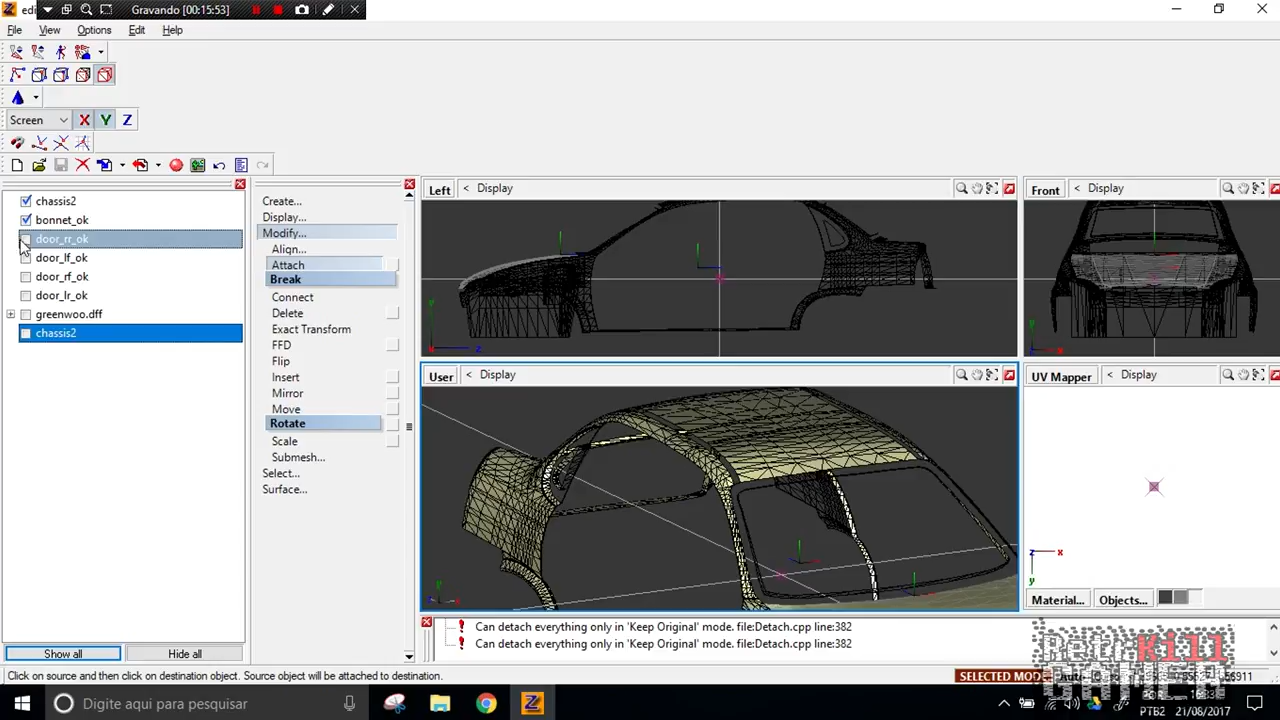 edi
Gravando [00:15:53]
File View Options Edit Help
Screen X Y Z
chassis2
bonnet_ok
door_rr_ok
door_lf_ok
door_rf_ok
door_lr_ok
greenwoo.dff
chassis2
Show all Hide all
Create...
Display...
Modify...
Align...
Attach
Break
Connect
Delete
Exact Transform
FFD
Flip
Insert
Mirror
Move
Rotate
Scale
Submesh...
Select...
Surface...
Left < Display
Front < Display
User < Display
UV Mapper < Display
Material... Objects...
Can detach everything only in 'Keep Original' mode. file:Detach.cpp line:382
Can detach everything only in 'Keep Original' mode. file:Detach.cpp line:382
Click on source and then click on destination object. Source object will be attached to destination.
SELECTED MOD
RetrKill
GAMER
Digite aqui para pesquisar
PTB2 21/08/2017